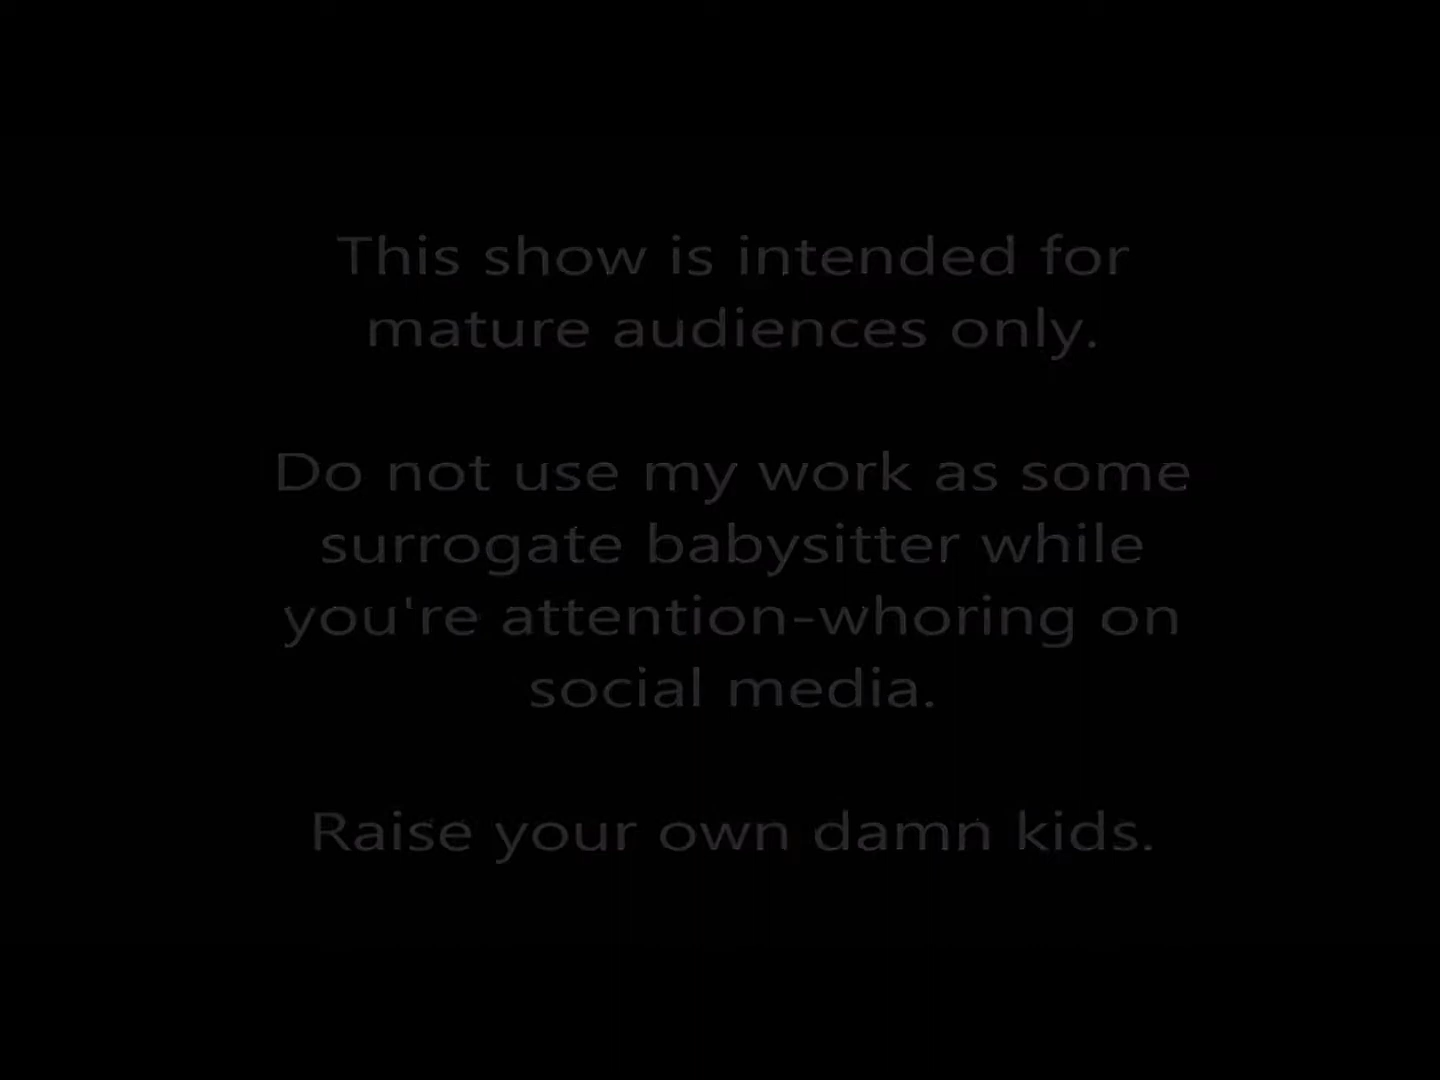 This show is intended for
mature audiences only.
Do not use my work as some
surrogate babysitter while
you're attention-whoring on
social media.
Raise your own damn kids.